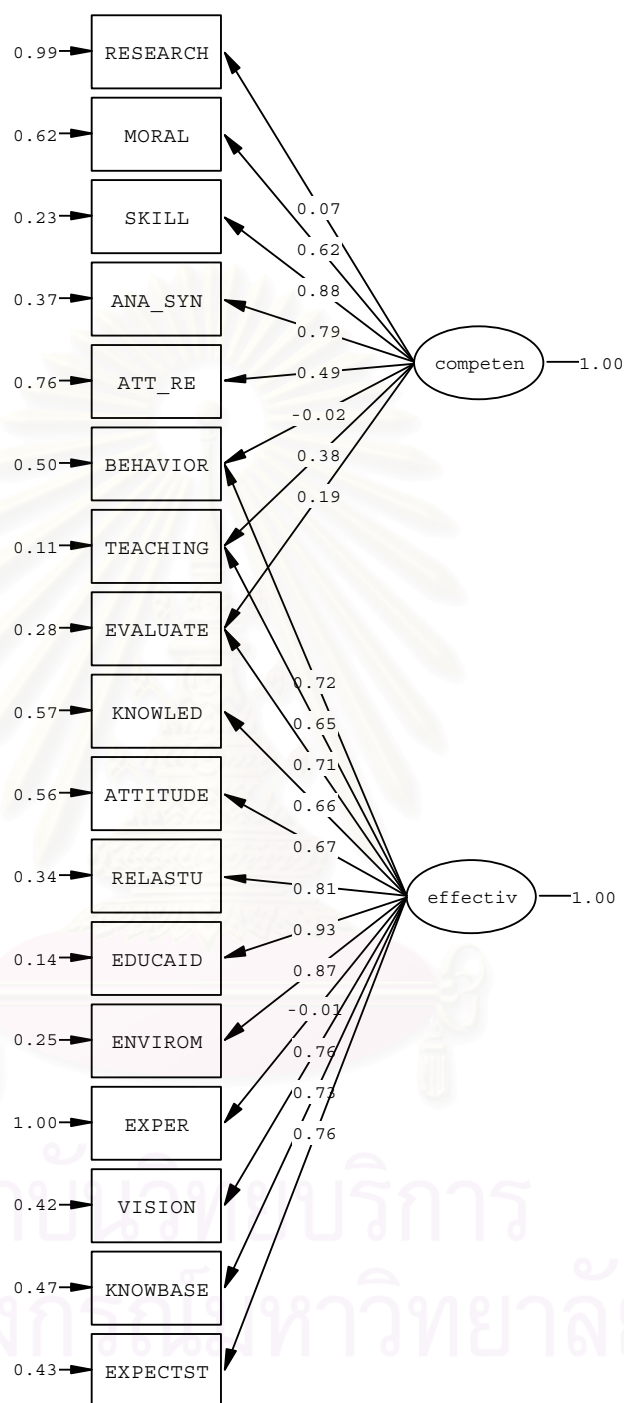 0.99 RESEARCH
0.62 MORAL
0.07
0.23 SKILL
0.62
0.88
0.37 ANA_SYN
0.79
competen 1.00
0.76 ATT_RE 0.49
-0.02
0.50 BEHAVIOR 0.38
0.19
0.11 TEACHING
0.28 EVALUATE
0.72
0.57 KNOWLED 0.65
0.71
0.56 ATTITUDE 0.66
0.67
0.34 RELASTU 0.81
effectiv 1.00
0.93
0.14 EDUCAID 0.87
-0.01
0.25 ENVIROM 0.76
0.73
1.00 EXPER 0.76
0.42 VISION
0.47 KNOWBASE
0.43 EXPECTST